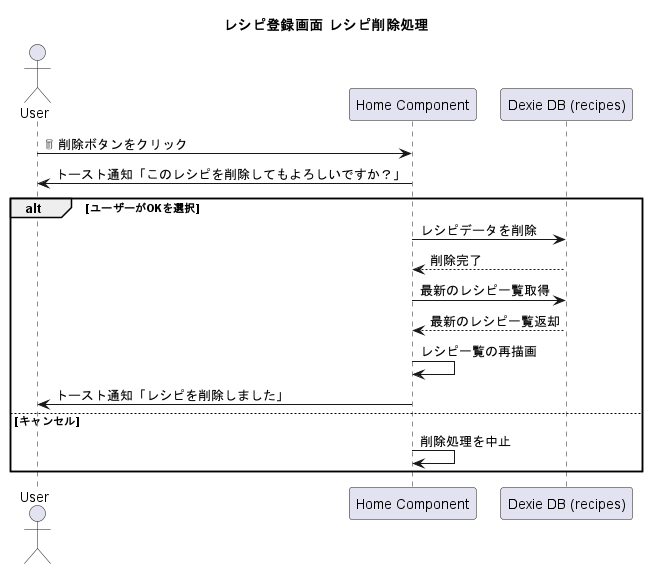 レシピ登録画面 レシピ削除処理
User
Home Component
Dexie DB (recipes)
🗑 削除ボタンをクリック
トースト通知「このレシピを削除してもよろしいですか？」
alt
[ユーザーがOKを選択]
レシピデータを削除
削除完了
最新のレシピ一覧取得
最新のレシピ一覧返却
レシピ一覧の再描画
トースト通知「レシピを削除しました」
[キャンセル]
削除処理を中止
User
Home Component
Dexie DB (recipes)